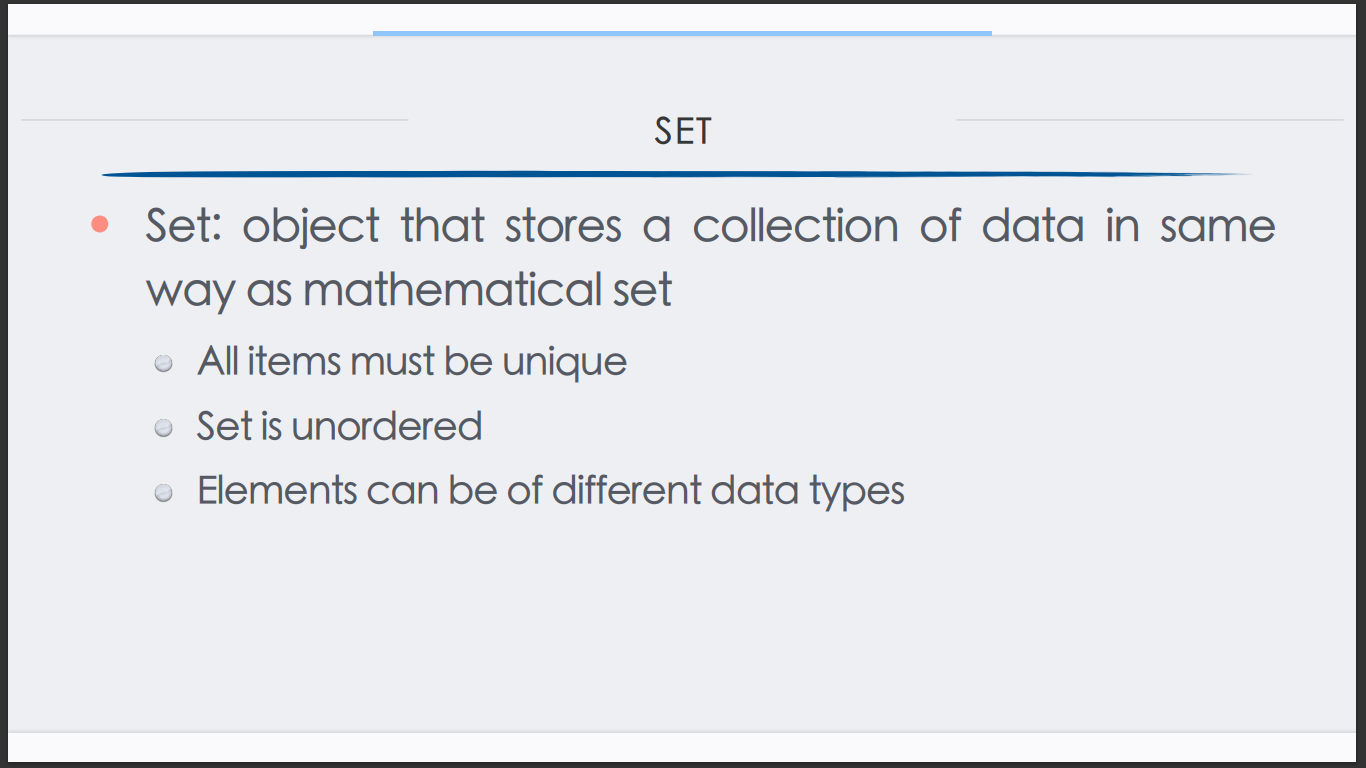 SET
Set: object that stores a collection of data in same
way as mathematical set
All items must be unique
Set is unordered
Elements can be of different data types